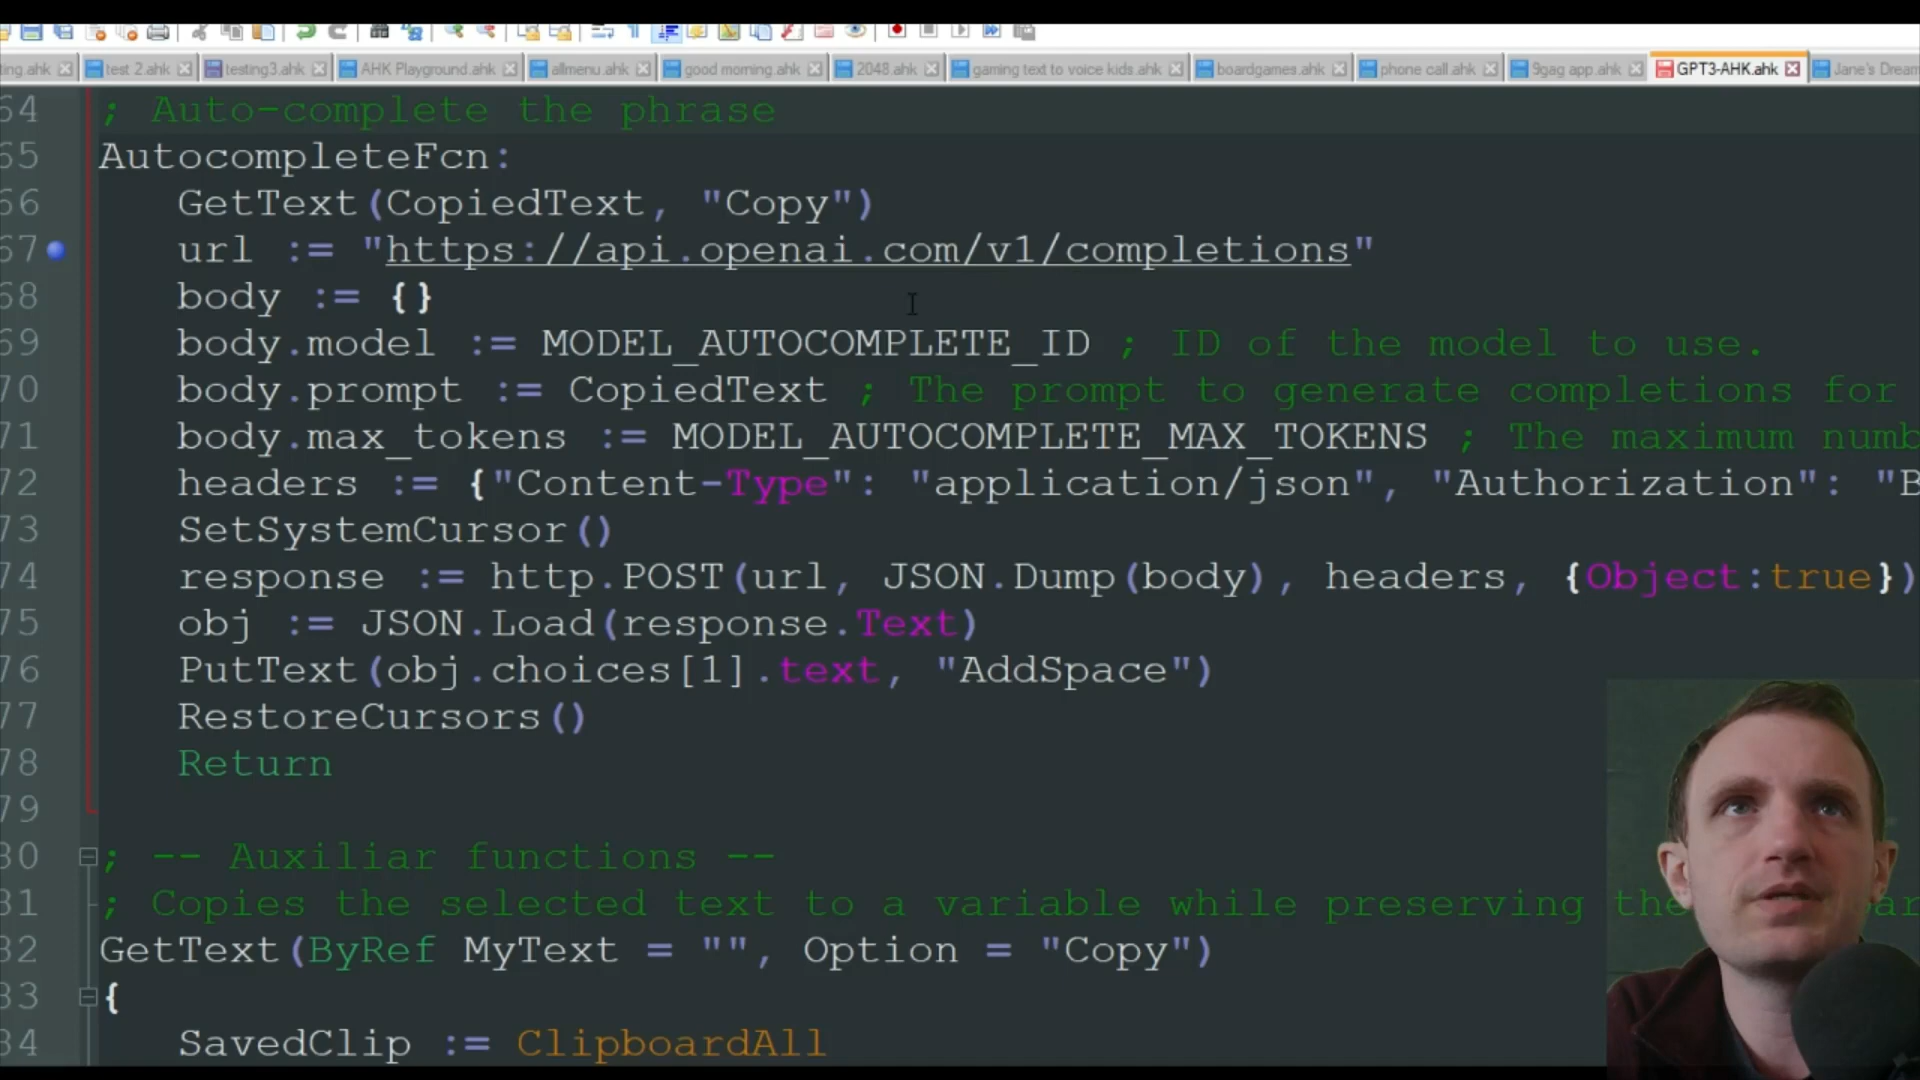 ing.ahk test 2.ahk testing3.ahk AHK Playground.ahk allmenu.ahk good morning.ahk 2048.ahk gaming text to voice kids.ahk boardgames.ahk phone call.ahk 9gag app.ahk GPT3-AHK.ahk Jane's Dream
64 ; Auto-complete the phrase
65 AutocompleteFcn:
66 GetText(CopiedText, "Copy")
67 url := "https://api.openai.com/v1/completions"
68 body := {}
69 body.model := MODEL_AUTOCOMPLETE_ID ; ID of the model to use.
70 body.prompt := CopiedText ; The prompt to generate completions for
71 body.max_tokens := MODEL_AUTOCOMPLETE_MAX_TOKENS ; The maximum numb
72 headers := {"Content-Type": "application/json", "Authorization": "B
73 SetSystemCursor()
74 response := http.POST(url, JSON.Dump(body), headers, {Object:true})
75 obj := JSON.Load(response.Text)
76 PutText(obj.choices[1].text, "AddSpace")
77 RestoreCursors()
78 Return
79
80 ; -- Auxiliar functions --
81 ; Copies the selected text to a variable while preserving the
82 GetText(ByRef MyText = "", Option = "Copy")
83 {
84 SavedClip := ClipboardAll